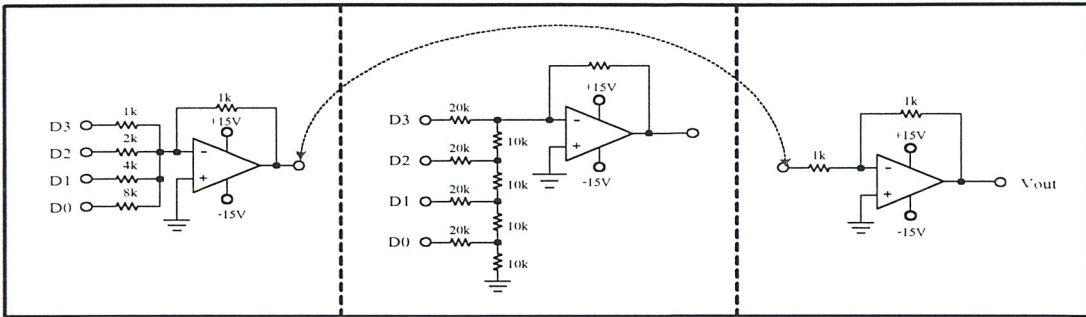 1k
1k
+15V
D3
D2
2k
D1
4k
D0
8k
-
+
-15V
+15V
20k
D3
10k
20k
D2
10k
20k
D1
10k
20k
D0
10k
-
+
-15V
1k
+15V
1k
-
+
-15V
Vout